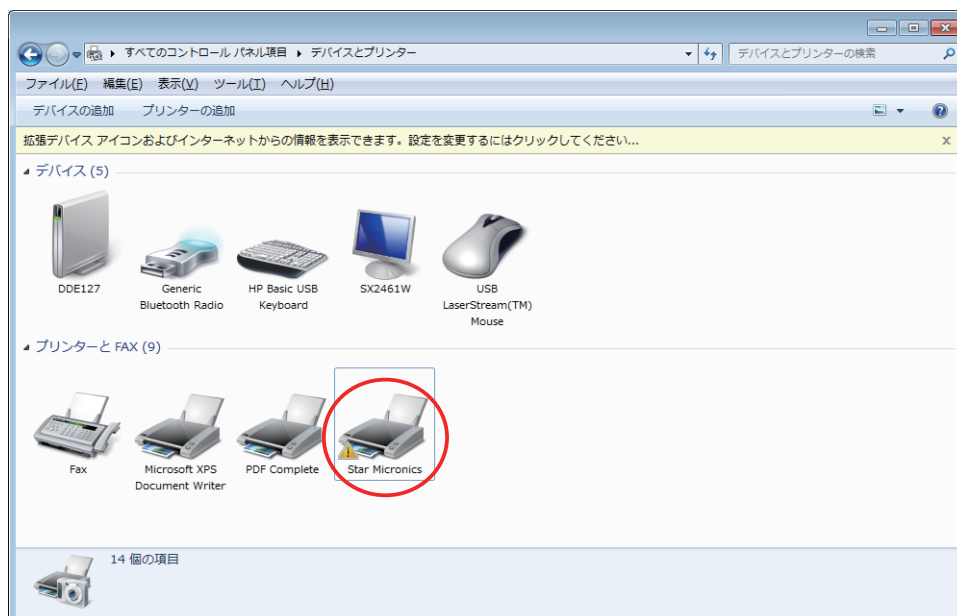 すべてのコントロール パネル項目 ▸ デバイスとプリンター
デバイスとプリンターの検索
ファイル(F) 編集(E) 表示(V) ツール(T) ヘルプ(H)
デバイスの追加 プリンターの追加
拡張デバイス アイコンおよびインターネットからの情報を表示できます。設定を変更するにはクリックしてください...
デバイス (5)
DDE127
Generic
Bluetooth Radio
HP Basic USB
Keyboard
SX2461W
USB
LaserStream(TM)
Mouse
プリンターと FAX (9)
Fax
Microsoft XPS
Document Writer
PDF Complete
Star Micronics
14 個の項目